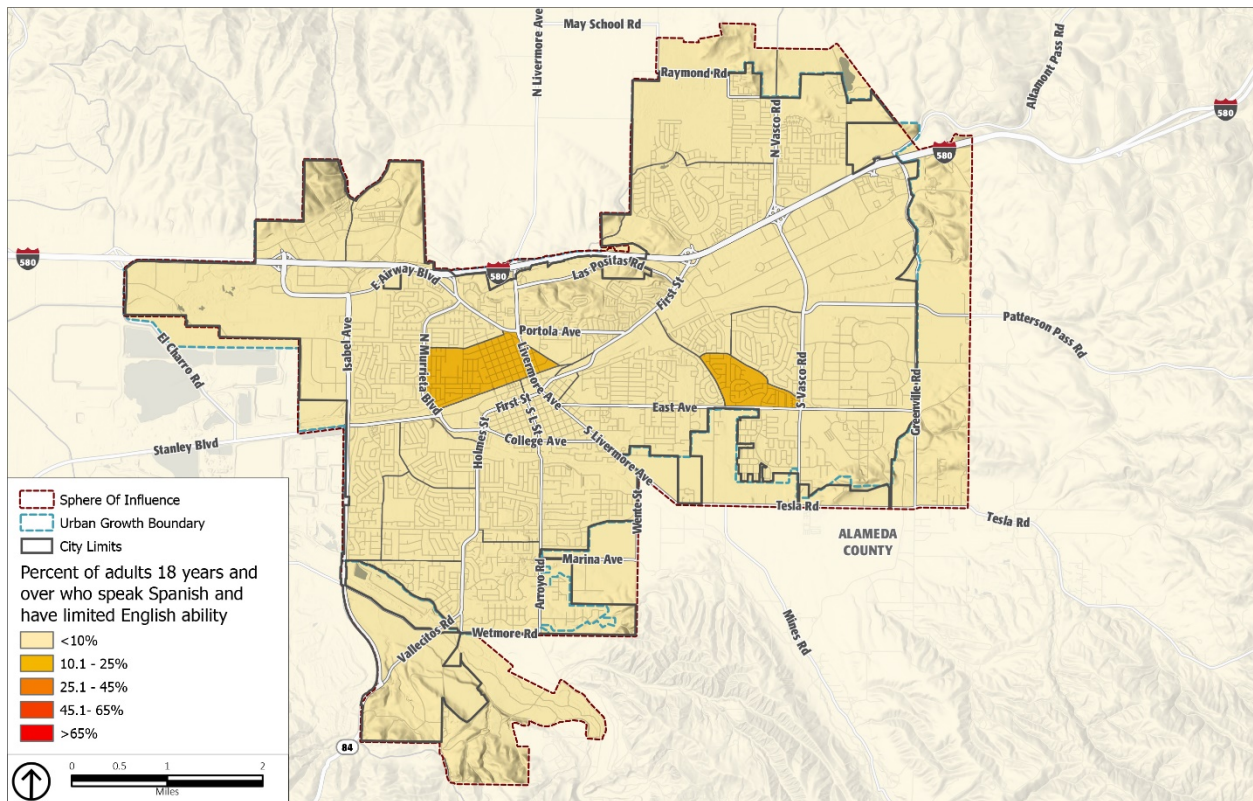 May School Rd
N Livermore Ave
Raymond Rd
N Vasco Rd
Altamont Pass Rd
580
580
580
580
E Airway Blvd
Las Positas Rd
First St
Isabel Ave
El Charro Rd
Portola Ave
N Murrieta Blvd
Livermore Ave
Patterson Pass Rd
S Vasco Rd
Greenville Rd
First St
S L St
East Ave
Stanley Blvd
Holmes St
College Ave
S Livermore Ave
Wente St
Tesla Rd
Tesla Rd
ALAMEDA
COUNTY
Marina Ave
Arroyo Rd
Mines Rd
Vallecitos Rd
Wetmore Rd
84
Sphere Of Influence
Urban Growth Boundary
City Limits
Percent of adults 18 years and
over who speak Spanish and
have limited English ability
<10%
10.1 - 25%
25.1 - 45%
45.1- 65%
>65%
0 0.5 1 2
Miles